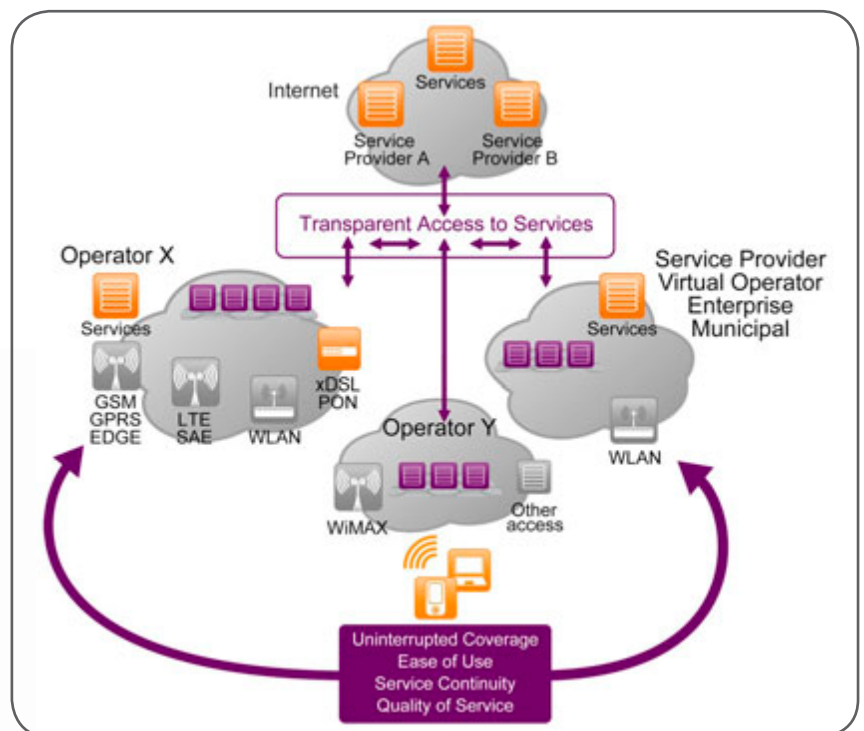 Services
Internet
Service
Provider A
Service
Provider B
Transparent Access to Services
Operator X
Services
GSM
GPRS
EDGE
LTE
SAE
WLAN
xDSL
PON
Service Provider
Virtual Operator
Enterprise
Municipal
Services
WLAN
Operator Y
WiMAX
Other
access
Uninterrupted Coverage
Ease of Use
Service Continuity
Quality of Service